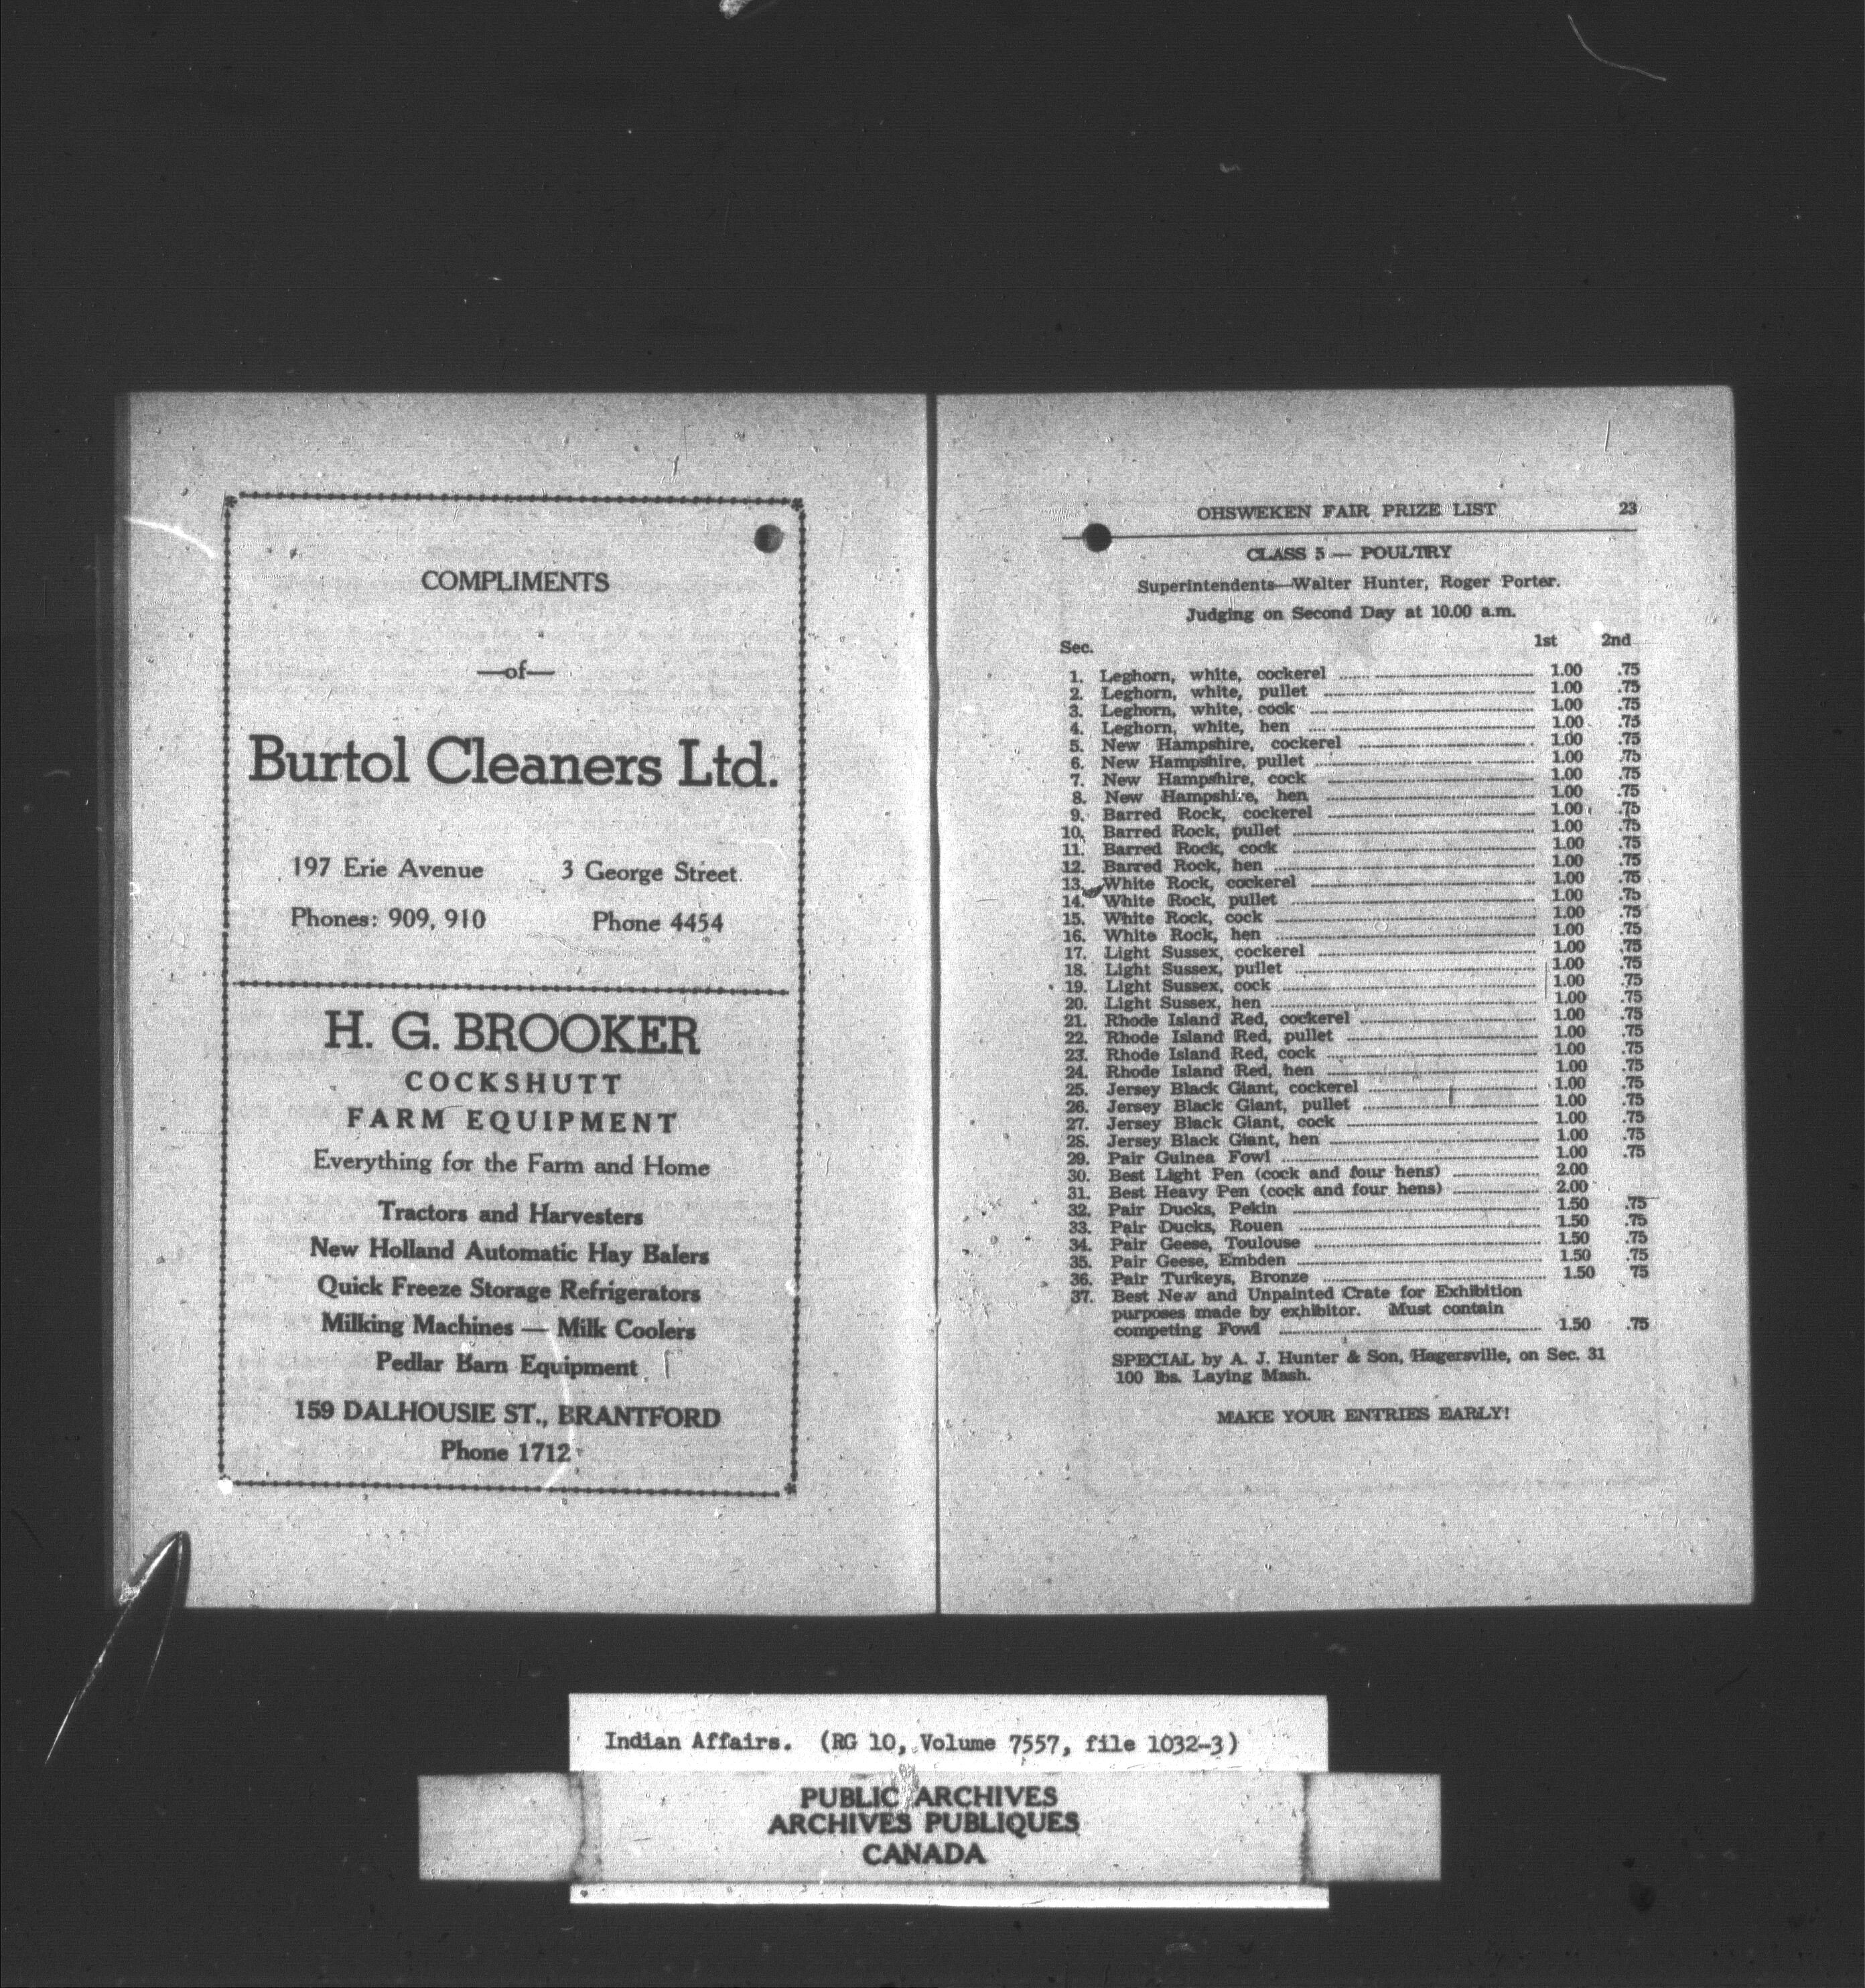 COMPLIMENTS
—of—
Burtol Cleaners Ltd.
197 Erie Avenue 3 George Street
Phones: 909, 910 Phone 4454
H. G. BROOKER
COCKSHUTT
FARM EQUIPMENT
Everything for the Farm and Home
Tractors and Harvesters
New Holland Automatic Hay Balers
Quick Freeze Storage Refrigerators
Milking Machines — Milk Coolers
Pedlar Barn Equipment
159 DALHOUSIE ST., BRANTFORD
Phone 1712
OHSWEKEN FAIR PRIZE LIST 23
CLASS 5 — POULTRY
Superintendents—Walter Hunter, Roger Porter.
Judging on Second Day at 10.00 a.m.
Sec. 1st 2nd
1. Leghorn, white, cockerel 1.00 .75
2. Leghorn, white, pullet 1.00 .75
3. Leghorn, white, cock 1.00 .75
4. Leghorn, white, hen 1.00 .75
5. New Hampshire, cockerel 1.00 .75
6. New Hampshire, pullet 1.00 .75
7. New Hampshire, cock 1.00 .75
8. New Hampshire, hen 1.00 .75
9. Barred Rock, cockerel 1.00 .75
10. Barred Rock, pullet 1.00 .75
11. Barred Rock, cock 1.00 .75
12. Barred Rock, hen 1.00 .75
13. White Rock, cockerel 1.00 .75
14. White Rock, pullet 1.00 .75
15. White Rock, cock 1.00 .75
16. White Rock, hen 1.00 .75
17. Light Sussex, cockerel 1.00 .75
18. Light Sussex, pullet 1.00 .75
19. Light Sussex, cock 1.00 .75
20. Light Sussex, hen 1.00 .75
21. Rhode Island Red, cockerel 1.00 .75
22. Rhode Island Red, pullet 1.00 .75
23. Rhode Island Red, cock 1.00 .75
24. Rhode Island Red, hen 1.00 .75
25. Jersey Black Giant, cockerel 1.00 .75
26. Jersey Black Giant, pullet 1.00 .75
27. Jersey Black Giant, cock 1.00 .75
28. Jersey Black Giant, hen 1.00 .75
29. Pair Guinea Fowl 1.00 .75
30. Best Light Pen (cock and four hens) 2.00
31. Best Heavy Pen (cock and four hens) 2.00
32. Pair Ducks, Pekin 1.50 .75
33. Pair Ducks, Rouen 1.50 .75
34. Pair Geese, Toulouse 1.50 .75
35. Pair Geese, Embden 1.50 .75
36. Pair Turkeys, Bronze 1.50 75
37. Best New and Unpainted Crate for Exhibition
purposes made by exhibitor. Must contain
competing Fowl 1.50 .75
SPECIAL by A. J. Hunter & Son, Hagersville, on Sec. 31
100 lbs. Laying Mash.
MAKE YOUR ENTRIES EARLY!
Indian Affairs. (RG 10, Volume 7557, file 1032-3)
PUBLIC ARCHIVES
ARCHIVES PUBLIQUES
CANADA